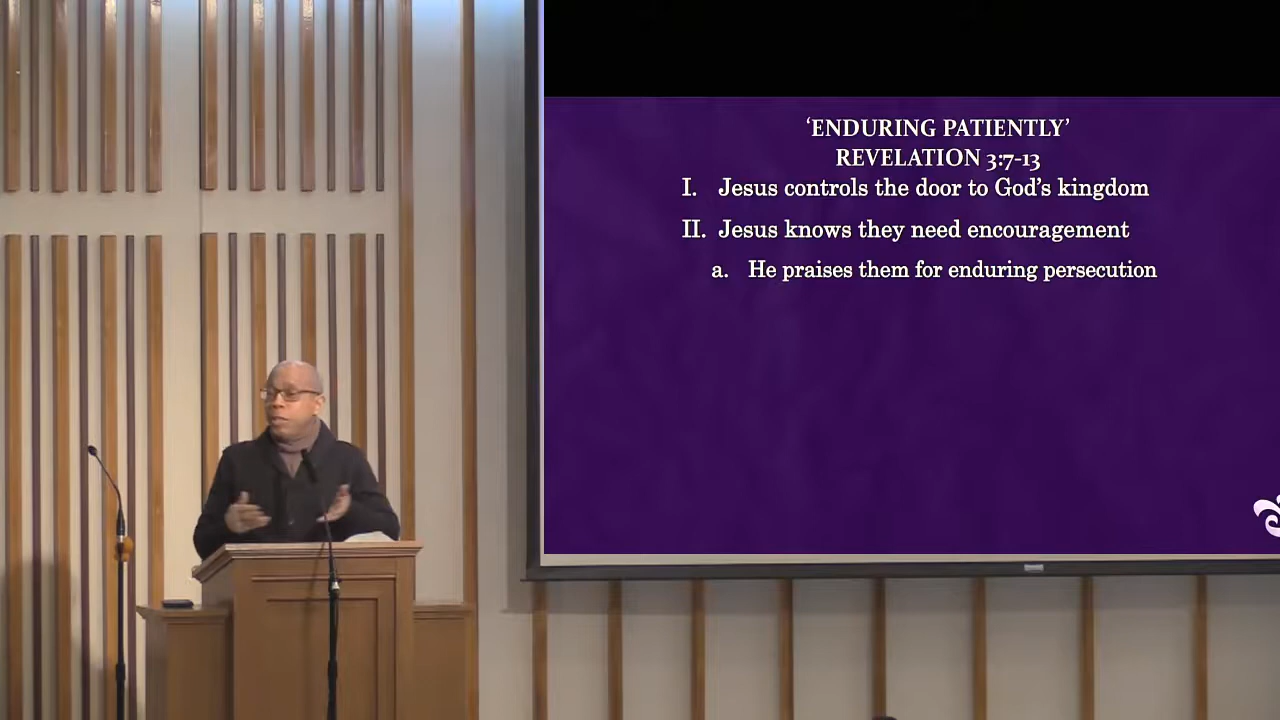 ‘ENDURING PATIENTLY’
REVELATION 3:7-13
I. Jesus controls the door to God’s kingdom
II. Jesus knows they need encouragement
a. He praises them for enduring persecution